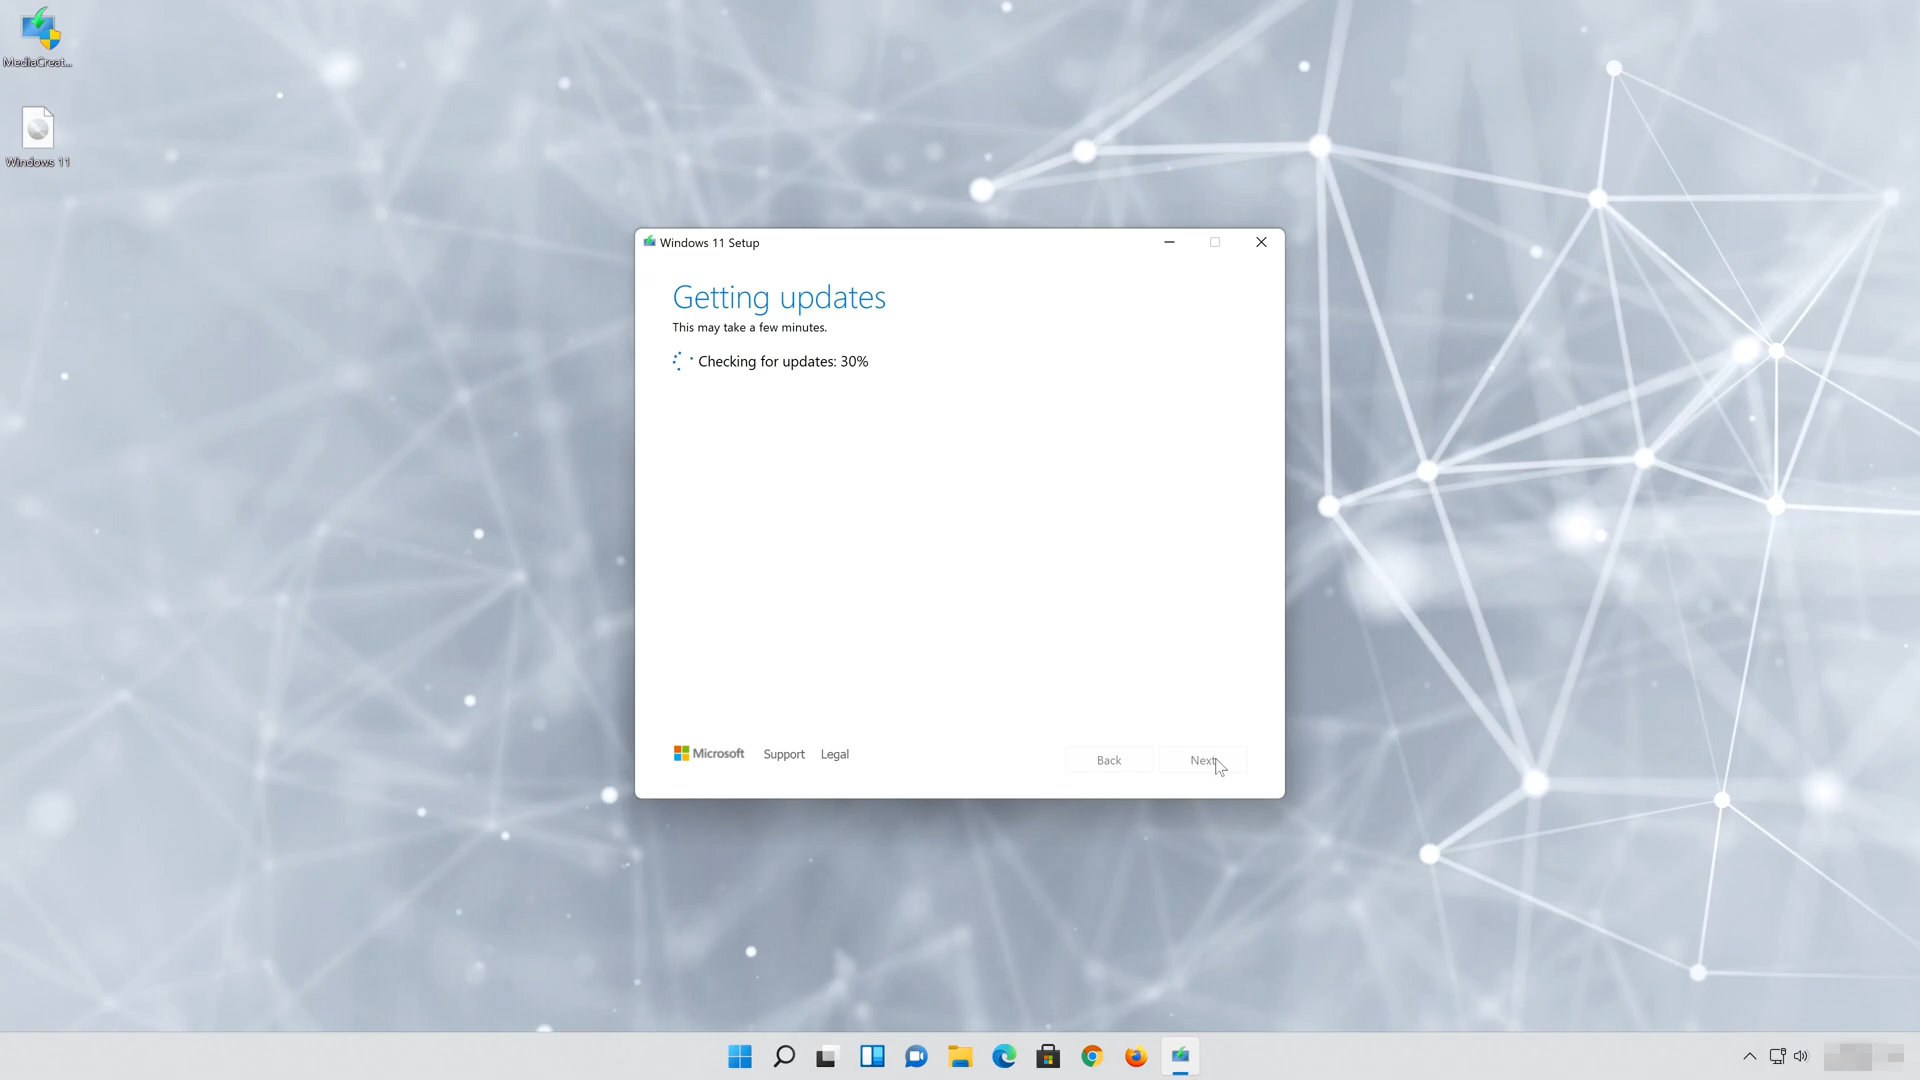 MediaCreat...
Windows 11
Windows 11 Setup
Getting updates
This may take a few minutes.
Checking for updates: 30%
Microsoft Support Legal
Back Next